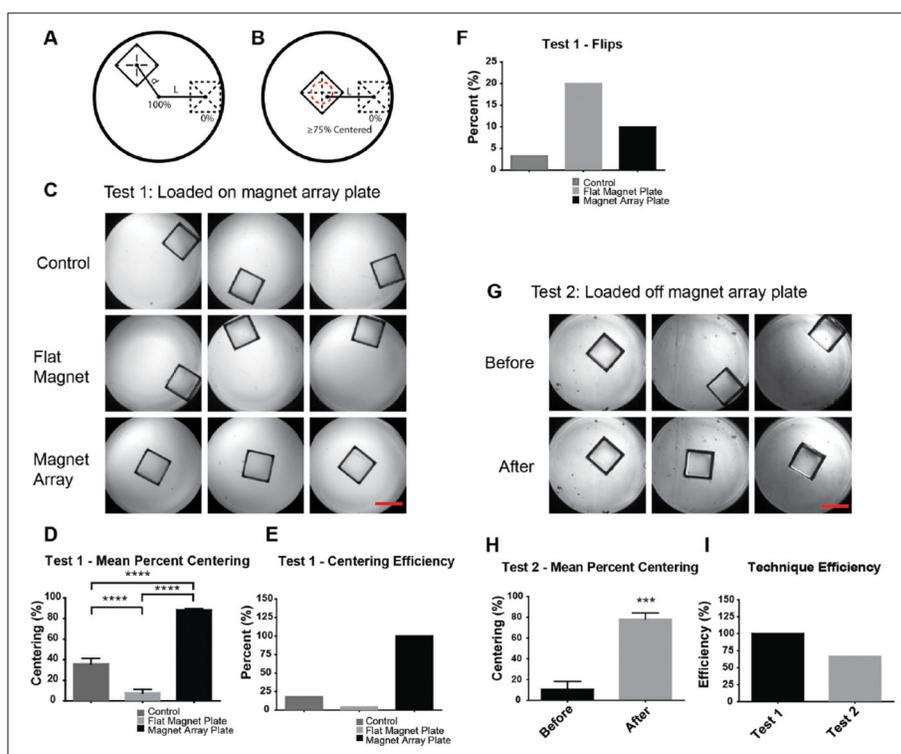 A
d
L
100%
0%
B
L
0%
≥75% Centered
C Test 1: Loaded on magnet array plate
Control
Flat
Magnet
Magnet
Array
D
Test 1 - Mean Percent Centering
Centering (%)
100
80
60
40
20
0
****
**** ****
Control
Flat Magnet Plate
Magnet Array Plate
E
Test 1 - Centering Efficiency
Percent (%)
150
125
100
75
50
25
0
Control
Flat Magnet Plate
Magnet Array Plate
F
Test 1 - Flips
Percent (%)
25
20
15
10
5
0
Control
Flat Magnet Plate
Magnet Array Plate
G Test 2: Loaded off magnet array plate
Before
After
H
Test 2 - Mean Percent Centering
Centering (%)
100
80
60
40
20
0
***
Before
After
I
Technique Efficiency
Efficiency (%)
150
125
100
75
50
25
0
Test 1
Test 2